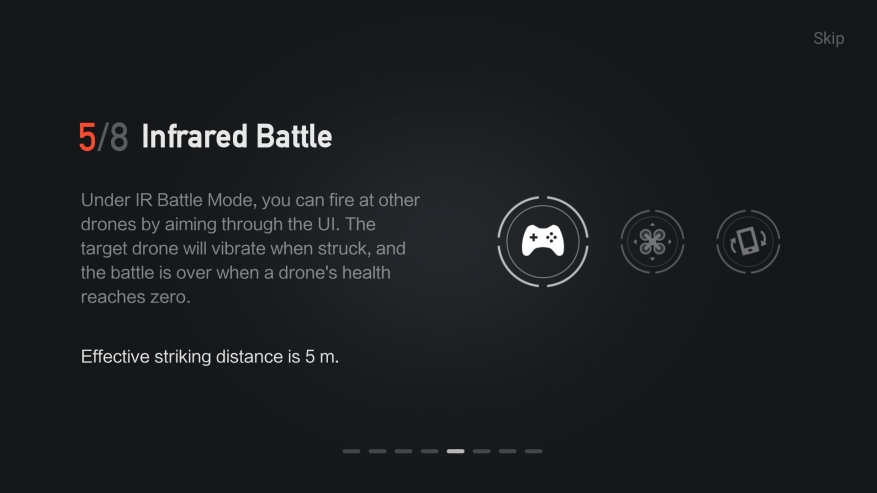 Skip
5/8 Infrared Battle
Under IR Battle Mode, you can fire at other
drones by aiming through the UI. The
target drone will vibrate when struck, and
the battle is over when a drone's health
reaches zero.
Effective striking distance is 5 m.